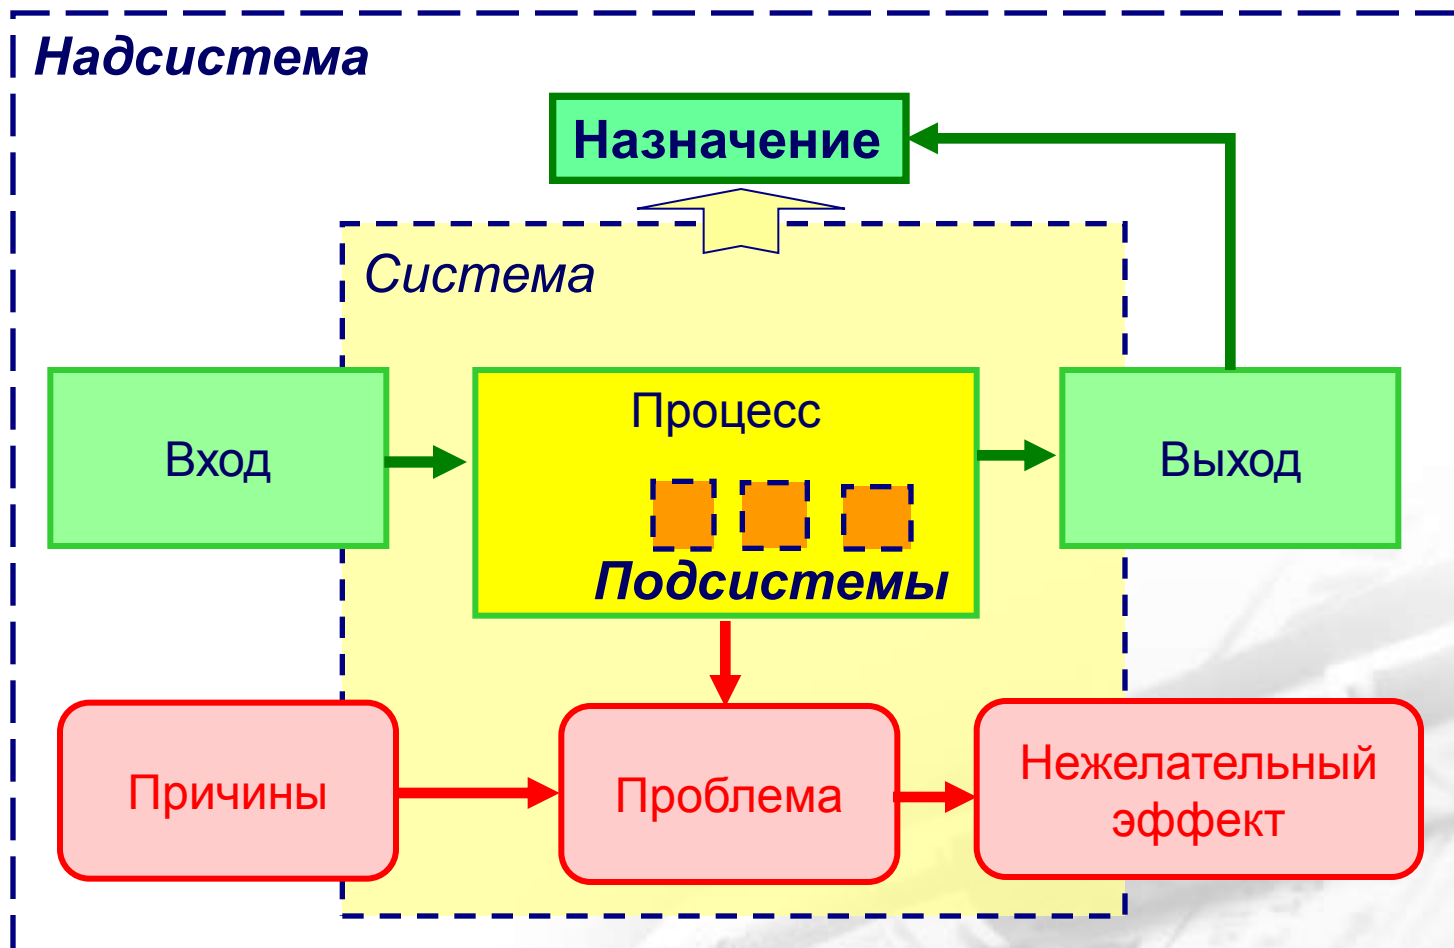 Надсистема
Назначение
Система
Вход
Процесс
Подсистемы
Выход
Причины
Проблема
Нежелательный
эффект